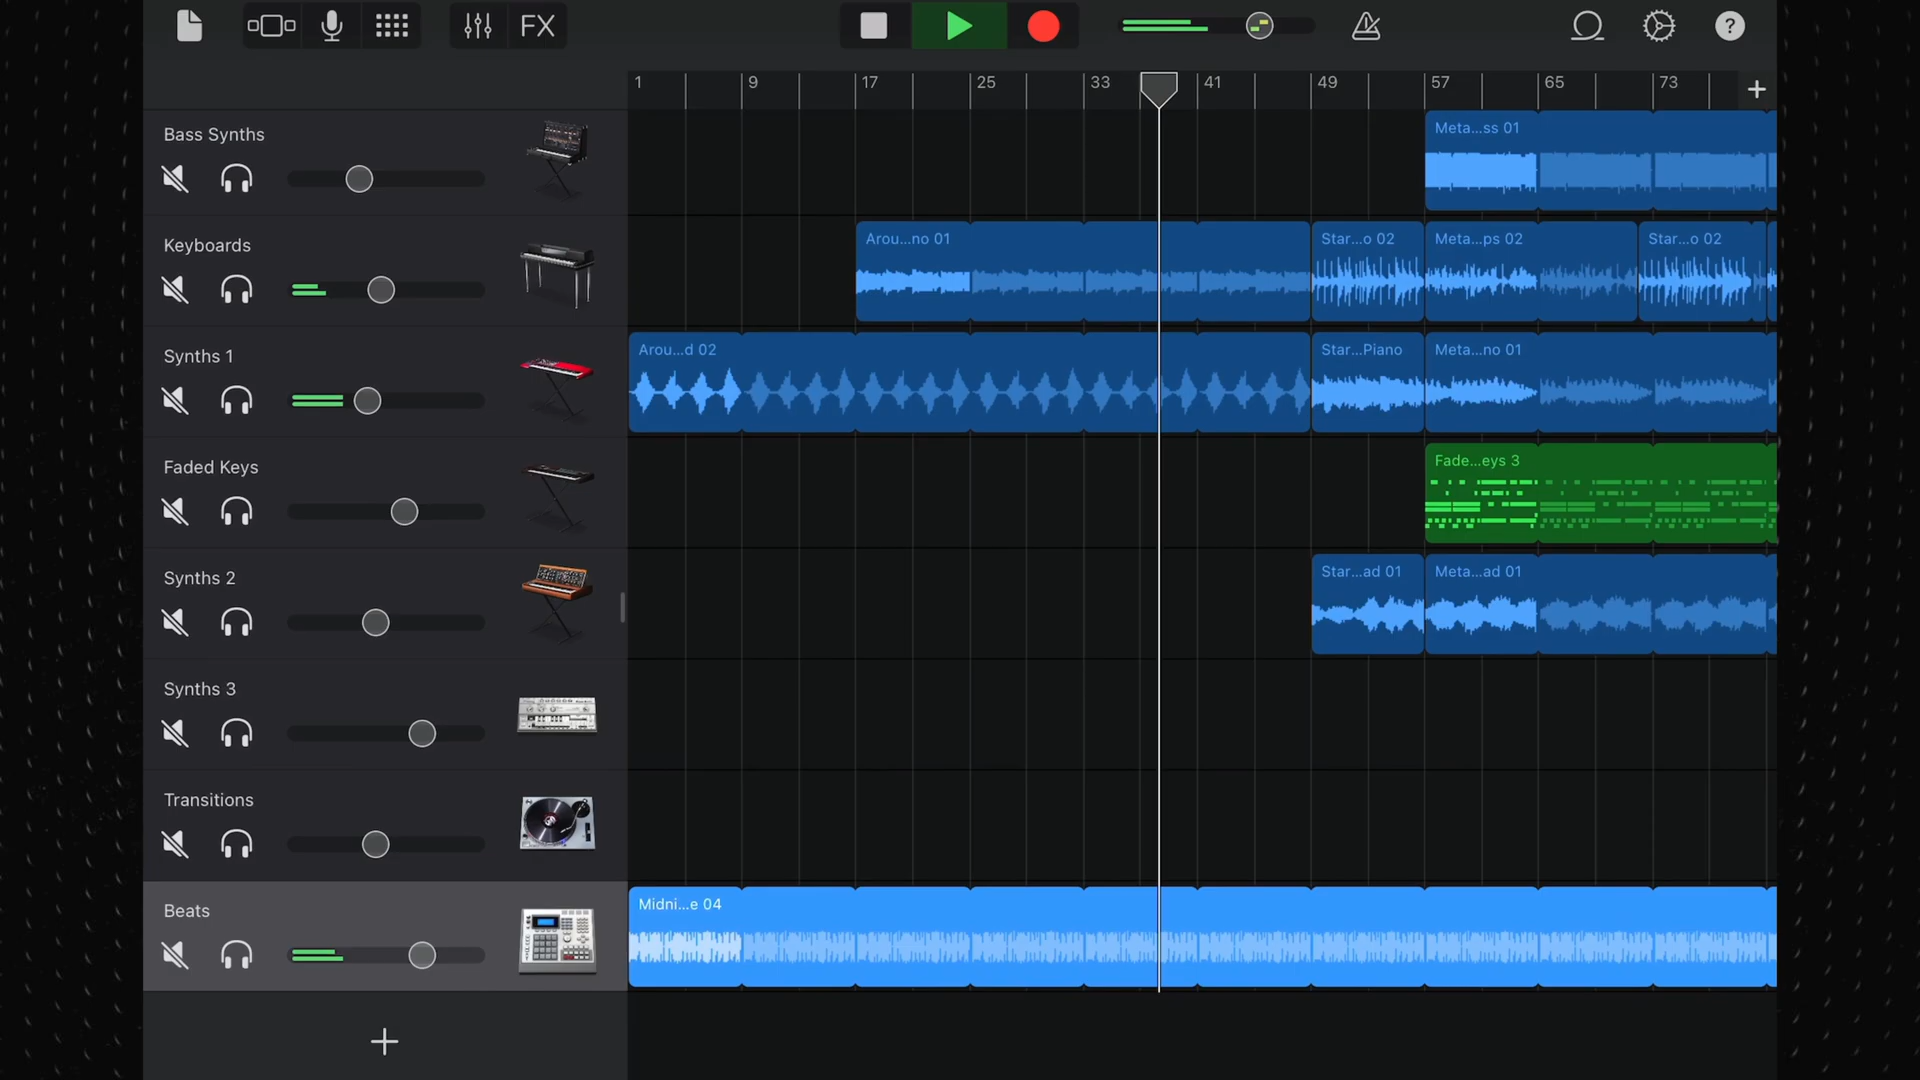 FX
?
1 9 17 25 33 41 49 57 65 73
Bass Synths
Meta...ss 01
Keyboards
Arou...no 01
Star...o 02
Meta...ps 02
Star...o 02
Synths 1
Arou...d 02
Star...Piano
Meta...no 01
Faded Keys
Fade...eys 3
Synths 2
Star...ad 01
Meta...ad 01
Synths 3
Transitions
Beats
Midni...e 04